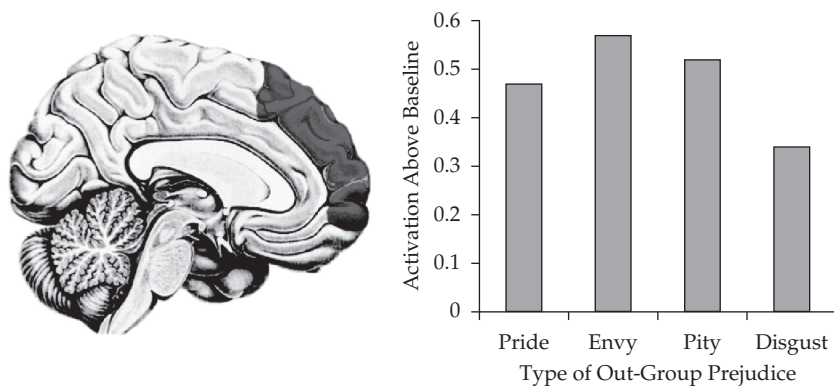 Activation Above Baseline
0.6
0.5
0.4
0.3
0.2
0.1
0
Pride Envy Pity Disgust
Type of Out-Group Prejudice